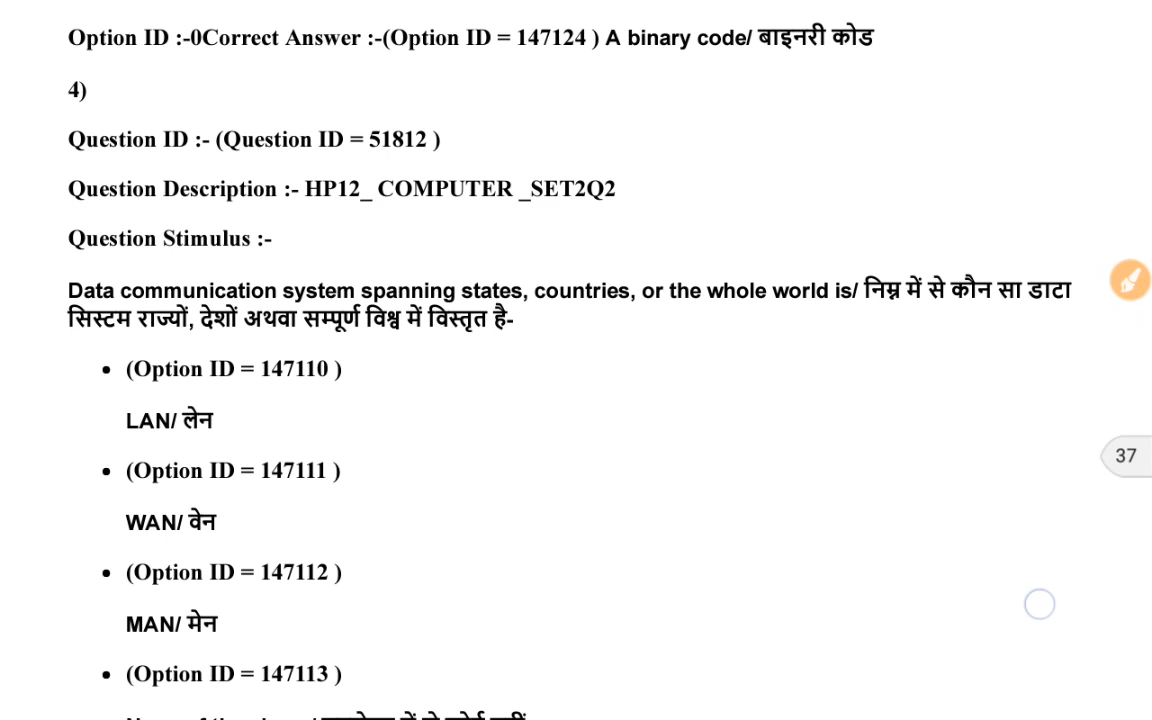 Option ID :-0Correct Answer :-(Option ID = 147124 ) A binary code/ बाइनरी कोड
4)
Question ID :- (Question ID = 51812 )
Question Description :- HP12_ COMPUTER _SET2Q2
Question Stimulus :-
Data communication system spanning states, countries, or the whole world is/ निम्न में से कौन सा डाटा
सिस्टम राज्यों, देशों अथवा सम्पूर्ण विश्व में विस्तृत है-
• (Option ID = 147110 )
LAN/ लेन
• (Option ID = 147111 )
WAN/ वेन
37
• (Option ID = 147112 )
MAN/ मेन
• (Option ID = 147113 )